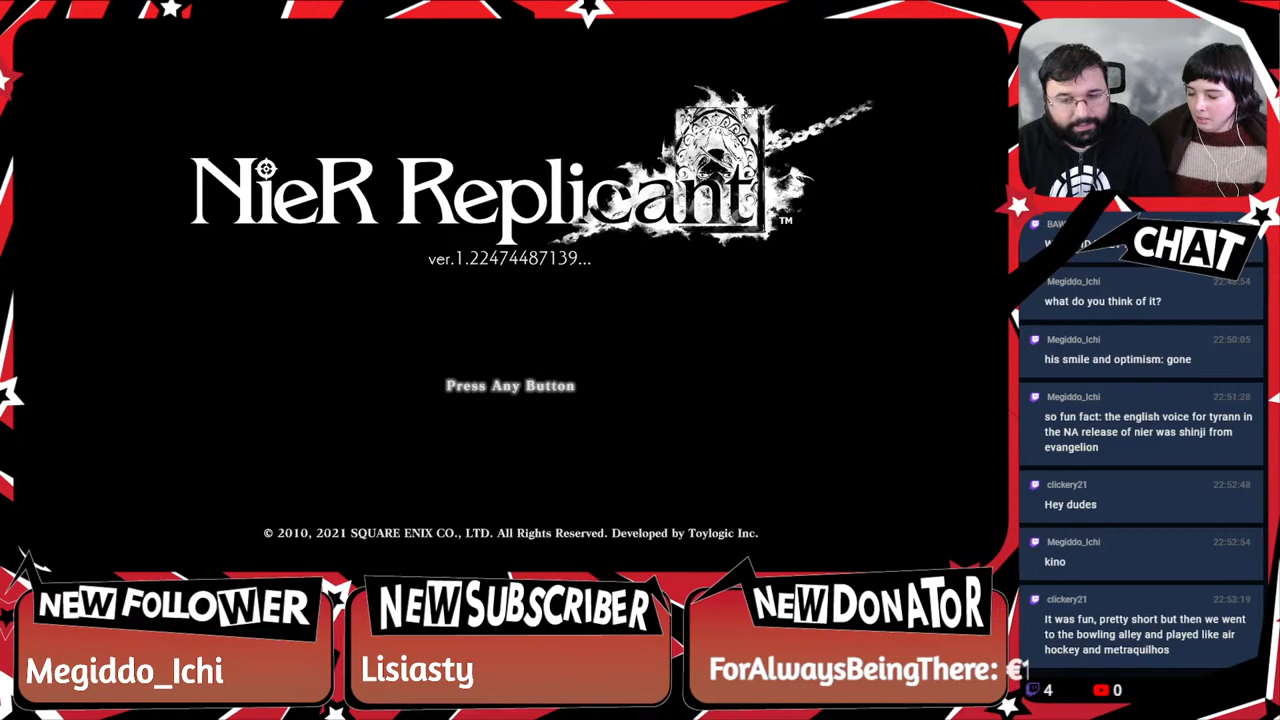 NieR Replicant
TM
ver.1.22474487139...
Press Any Button
© 2010, 2021 SQUARE ENIX CO., LTD. All Rights Reserved. Developed by Toylogic Inc.
CHAT
Megiddo_Ichi
what do you think of it?
Megiddo_Ichi 22:50:05
his smile and optimism: gone
Megiddo_Ichi 22:51:28
so fun fact: the english voice for tyrann in
the NA release of nier was shinji from
evangelion
clickery21 22:52:48
Hey dudes
Megiddo_Ichi 22:52:54
kino
clickery21 22:53:19
It was fun, pretty short but then we went
to the bowling alley and played like air
hockey and metraquilhos
4 0
NEW FOLLOWER
Megiddo_Ichi
NEW SUBSCRIBER
Lisiasty
NEW DONATOR
ForAlwaysBeingThere: €1